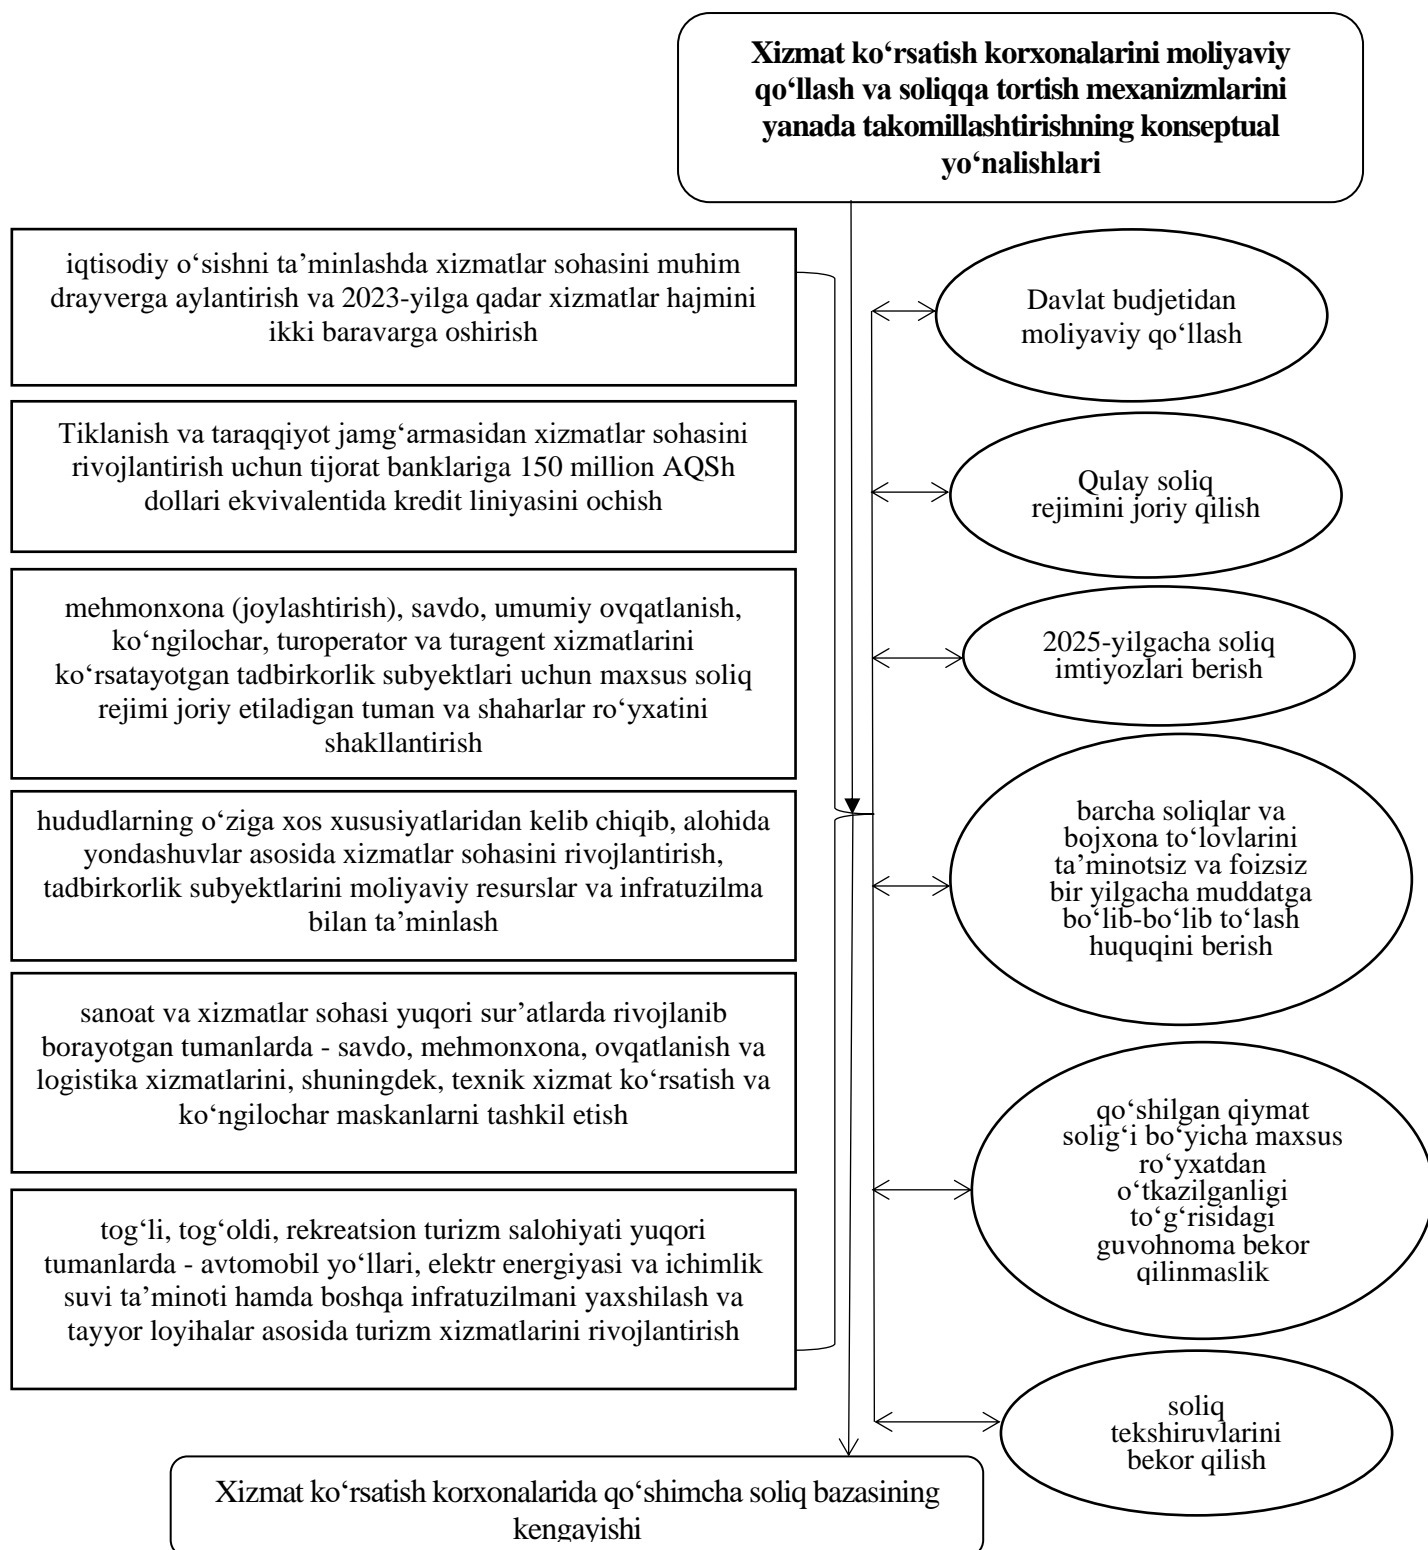 Xizmat ko‘rsatish korxonalarini moliyaviy
qo‘llash va soliqqa tortish mexanizmlarini
yanada takomillashtirishning konseptual
yo‘nalishlari
iqtisodiy o‘sishni ta’minlashda xizmatlar sohasini muhim
drayverga aylantirish va 2023-yilga qadar xizmatlar hajmini
ikki baravarga oshirish
Tiklanish va taraqqiyot jamg‘armasidan xizmatlar sohasini
rivojlantirish uchun tijorat banklariga 150 million AQSh
dollari ekvivalentida kredit liniyasini ochish
mehmonxona (joylashtirish), savdo, umumiy ovqatlanish,
ko‘ngilochar, turoperator va turagent xizmatlarini
ko‘rsatayotgan tadbirkorlik subyektlari uchun maxsus soliq
rejimi joriy etiladigan tuman va shaharlar ro‘yxatini
shakllantirish
hududlarning o‘ziga xos xususiyatlaridan kelib chiqib, alohida
yondashuvlar asosida xizmatlar sohasini rivojlantirish,
tadbirkorlik subyektlarini moliyaviy resurslar va infratuzilma
bilan ta’minlash
sanoat va xizmatlar sohasi yuqori sur’atlarda rivojlanib
borayotgan tumanlarda - savdo, mehmonxona, ovqatlanish va
logistika xizmatlarini, shuningdek, texnik xizmat ko‘rsatish va
ko‘ngilochar maskanlarni tashkil etish
tog‘li, tog‘oldi, rekreatsion turizm salohiyati yuqori
tumanlarda - avtomobil yo‘llari, elektr energiyasi va ichimlik
suvi ta’minoti hamda boshqa infratuzilmani yaxshilash va
tayyor loyihalar asosida turizm xizmatlarini rivojlantirish
Davlat budjetidan
moliyaviy qo‘llash
Qulay soliq
rejimini joriy qilish
2025-yilgacha soliq
imtiyozlari berish
barcha soliqlar va
bojxona to‘lovlarini
ta’minotsiz va foizsiz
bir yilgacha muddatga
bo‘lib-bo‘lib to‘lash
huquqini berish
qo‘shilgan qiymat
solig‘i bo‘yicha maxsus
ro‘yxatdan
o‘tkazilganligi
to‘g‘risidagi
guvohnoma bekor
qilinmaslik
soliq
tekshiruvlarini
bekor qilish
Xizmat ko‘rsatish korxonalarida qo‘shimcha soliq bazasining
kengayishi